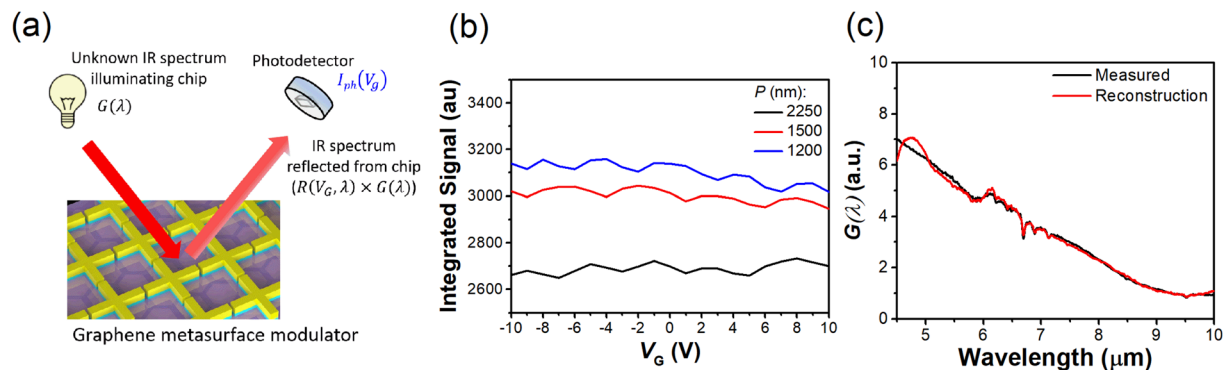 (a)
Unknown IR spectrum
illuminating chip
G(λ)
Photodetector
I_ph(V_g)
IR spectrum
reflected from chip
(R(V_G, λ) × G(λ))
Graphene metasurface modulator
(b)
Integrated Signal (au)
3400
3200
3000
2800
2600
P (nm):
2250
1500
1200
-10 -8 -6 -4 -2 0 2 4 6 8 10
V_G (V)
(c)
G(λ) (a.u.)
10
8
6
4
2
0
Measured
Reconstruction
5 6 7 8 9 10
Wavelength (μm)